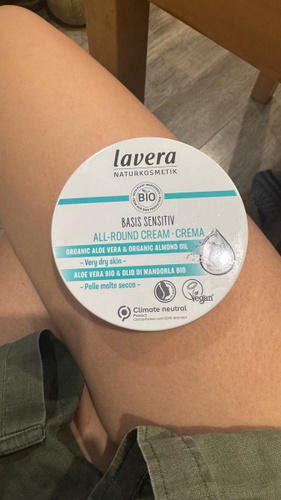 lavera
NATURKOSMETIK
BIO
BASIS SENSITIV
ALL-ROUND CREAM · CREMA
ORGANIC ALOE VERA & ORGANIC ALMOND OIL
- Very dry skin -
ALOE VERA BIO & OLIO DI MANDORLA BIO
- Pelle molto secca -
vegan
Climate neutral
Product